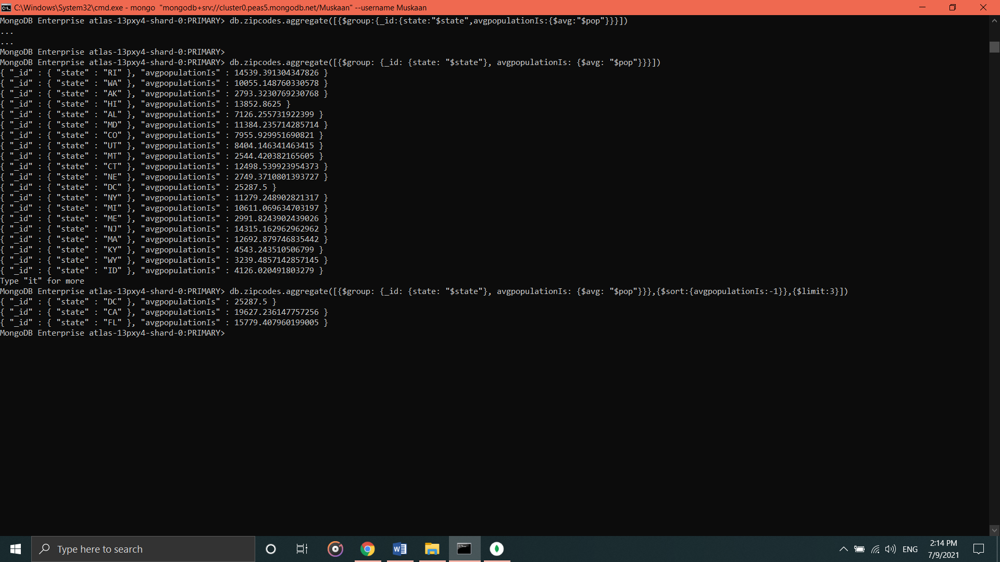 C:\Windows\System32\cmd.exe - mongo  "mongodb+srv://cluster0.peas5.mongodb.net/Muskaan" --username Muskaan
MongoDB Enterprise atlas-13pxy4-shard-0:PRIMARY> db.zipcodes.aggregate([{$group:{_id:{state:"$state",avgpopulationIs:{$avg:"$pop"}}}])
...
...
MongoDB Enterprise atlas-13pxy4-shard-0:PRIMARY>
MongoDB Enterprise atlas-13pxy4-shard-0:PRIMARY> db.zipcodes.aggregate([{$group: {_id: {state: "$state"}, avgpopulationIs: {$avg: "$pop"}}}])
{ "_id" : { "state" : "RI" }, "avgpopulationIs" : 14539.391304347826 }
{ "_id" : { "state" : "WA" }, "avgpopulationIs" : 10055.148760330578 }
{ "_id" : { "state" : "AK" }, "avgpopulationIs" : 2793.3230769230768 }
{ "_id" : { "state" : "HI" }, "avgpopulationIs" : 13852.8625 }
{ "_id" : { "state" : "AL" }, "avgpopulationIs" : 7126.255731922399 }
{ "_id" : { "state" : "MD" }, "avgpopulationIs" : 11384.235714285714 }
{ "_id" : { "state" : "CO" }, "avgpopulationIs" : 7955.929951690821 }
{ "_id" : { "state" : "UT" }, "avgpopulationIs" : 8404.146341463415 }
{ "_id" : { "state" : "MT" }, "avgpopulationIs" : 2544.420382165605 }
{ "_id" : { "state" : "CT" }, "avgpopulationIs" : 12498.539923954373 }
{ "_id" : { "state" : "NE" }, "avgpopulationIs" : 2749.3710801393727 }
{ "_id" : { "state" : "DC" }, "avgpopulationIs" : 25287.5 }
{ "_id" : { "state" : "NY" }, "avgpopulationIs" : 11279.248902821317 }
{ "_id" : { "state" : "MI" }, "avgpopulationIs" : 10611.069634703197 }
{ "_id" : { "state" : "ME" }, "avgpopulationIs" : 2991.8243902439026 }
{ "_id" : { "state" : "NJ" }, "avgpopulationIs" : 14315.162962962962 }
{ "_id" : { "state" : "MA" }, "avgpopulationIs" : 12692.879746835442 }
{ "_id" : { "state" : "KY" }, "avgpopulationIs" : 4543.243510506799 }
{ "_id" : { "state" : "WY" }, "avgpopulationIs" : 3239.4857142857145 }
{ "_id" : { "state" : "ID" }, "avgpopulationIs" : 4126.020491803279 }
Type "it" for more
MongoDB Enterprise atlas-13pxy4-shard-0:PRIMARY> db.zipcodes.aggregate([{$group: {_id: {state: "$state"}, avgpopulationIs: {$avg: "$pop"}}},{$sort:{avgpopulationIs:-1}},{$limit:3}])
{ "_id" : { "state" : "DC" }, "avgpopulationIs" : 25287.5 }
{ "_id" : { "state" : "CA" }, "avgpopulationIs" : 19627.236147757256 }
{ "_id" : { "state" : "FL" }, "avgpopulationIs" : 15779.407960199005 }
MongoDB Enterprise atlas-13pxy4-shard-0:PRIMARY>
Type here to search
ENG
2:14 PM
7/9/2021